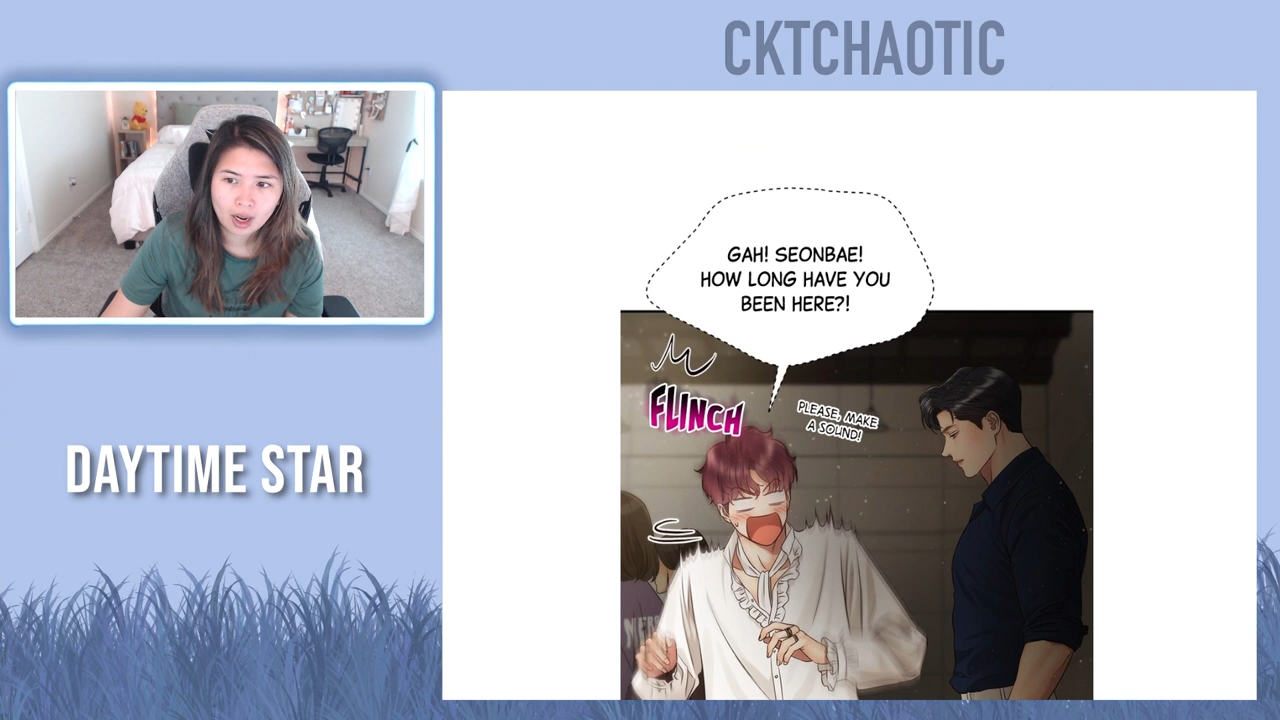 CKTCHAOTIC
GAH! SEONBAE!
HOW LONG HAVE YOU
BEEN HERE?!
FLINCH
PLEASE, MAKE
A SOUND!
DAYTIME STAR